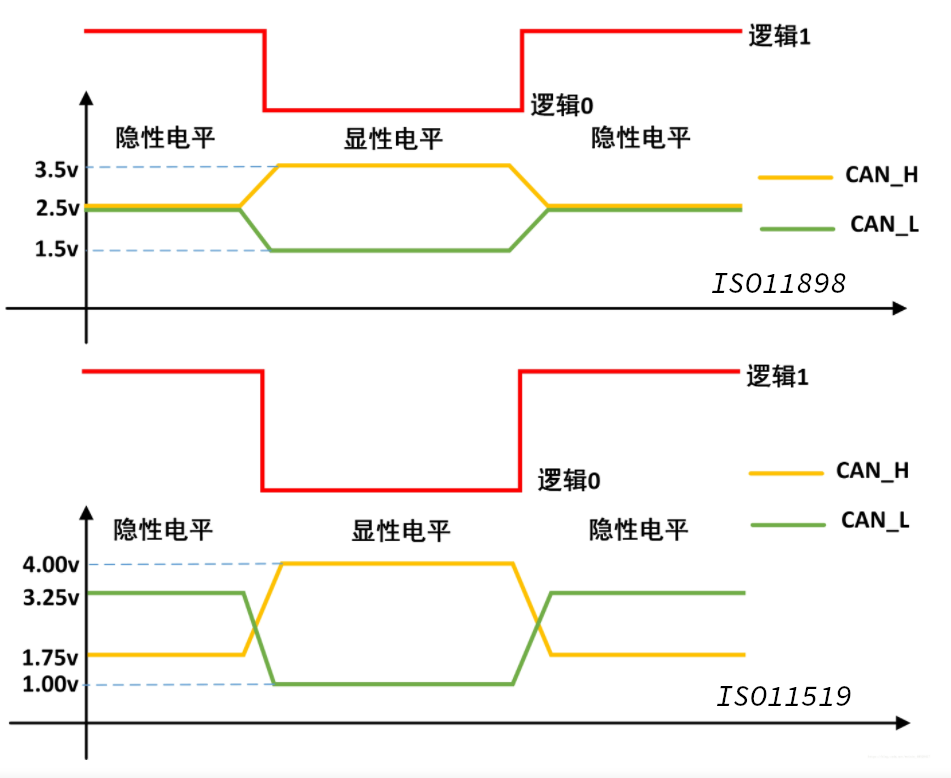 逻辑1
逻辑0
隐性电平 显性电平 隐性电平
3.5v
CAN_H
2.5v
CAN_L
1.5v
ISO11898
逻辑1
CAN_H
逻辑0
CAN_L
隐性电平 显性电平 隐性电平
4.00v
3.25v
1.75v
1.00v
ISO11519